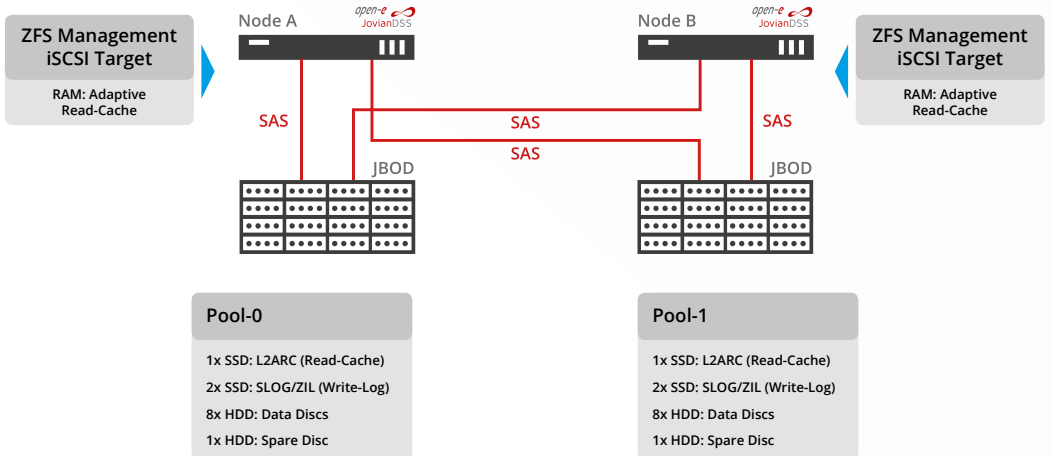 ZFS Management
iSCSI Target
RAM: Adaptive
Read-Cache
Node A
open-e
JovianDSS
Node B
open-e
JovianDSS
ZFS Management
iSCSI Target
RAM: Adaptive
Read-Cache
SAS
SAS
SAS
SAS
JBOD
JBOD
Pool-0
1x SSD: L2ARC (Read-Cache)
2x SSD: SLOG/ZIL (Write-Log)
8x HDD: Data Discs
1x HDD: Spare Disc
Pool-1
1x SSD: L2ARC (Read-Cache)
2x SSD: SLOG/ZIL (Write-Log)
8x HDD: Data Discs
1x HDD: Spare Disc